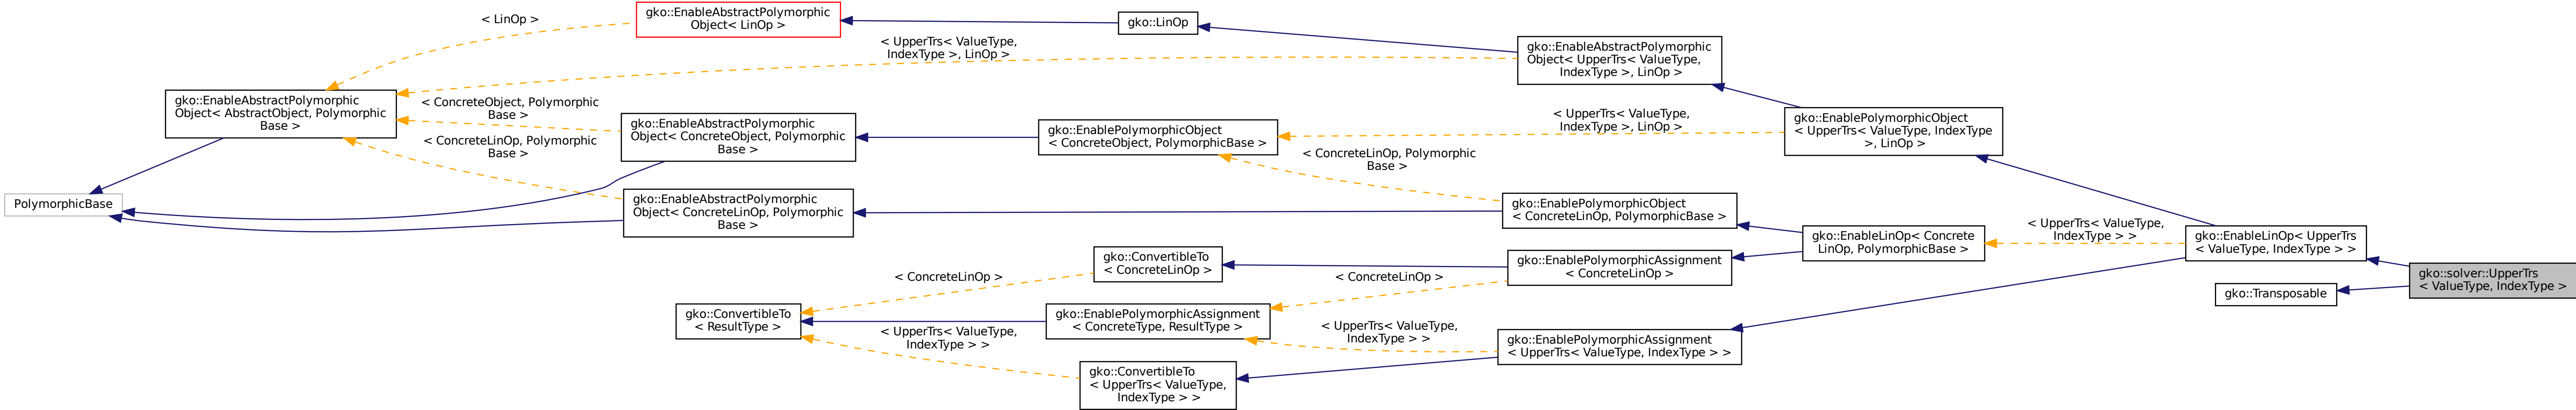 gko::EnableAbstractPolymorphic
Object< LinOp >
< LinOp >
gko::LinOp
< UpperTrs< ValueType,
IndexType >, LinOp >
gko::EnableAbstractPolymorphic
Object< UpperTrs< ValueType,
IndexType >, LinOp >
gko::EnableAbstractPolymorphic
Object< AbstractObject, Polymorphic
Base >
< ConcreteObject, Polymorphic
Base >
< ConcreteLinOp, Polymorphic
Base >
gko::EnableAbstractPolymorphic
Object< ConcreteObject, Polymorphic
Base >
gko::EnablePolymorphicObject
< ConcreteObject, PolymorphicBase >
< UpperTrs< ValueType,
IndexType >, LinOp >
gko::EnablePolymorphicObject
< UpperTrs< ValueType, IndexType
>, LinOp >
< ConcreteLinOp, Polymorphic
Base >
PolymorphicBase
gko::EnableAbstractPolymorphic
Object< ConcreteLinOp, Polymorphic
Base >
gko::EnablePolymorphicObject
< ConcreteLinOp, PolymorphicBase >
gko::EnableLinOp< Concrete
LinOp, PolymorphicBase >
< UpperTrs< ValueType,
IndexType > >
gko::EnableLinOp< UpperTrs
< ValueType, IndexType > >
gko::ConvertibleTo
< ConcreteLinOp >
gko::EnablePolymorphicAssignment
< ConcreteLinOp >
gko::solver::UpperTrs
< ValueType, IndexType >
gko::Transposable
< ConcreteLinOp >
< ConcreteLinOp >
gko::ConvertibleTo
< ResultType >
gko::EnablePolymorphicAssignment
< ConcreteType, ResultType >
< UpperTrs< ValueType,
IndexType > >
< UpperTrs< ValueType,
IndexType > >
gko::EnablePolymorphicAssignment
< UpperTrs< ValueType, IndexType > >
gko::ConvertibleTo
< UpperTrs< ValueType,
IndexType > >